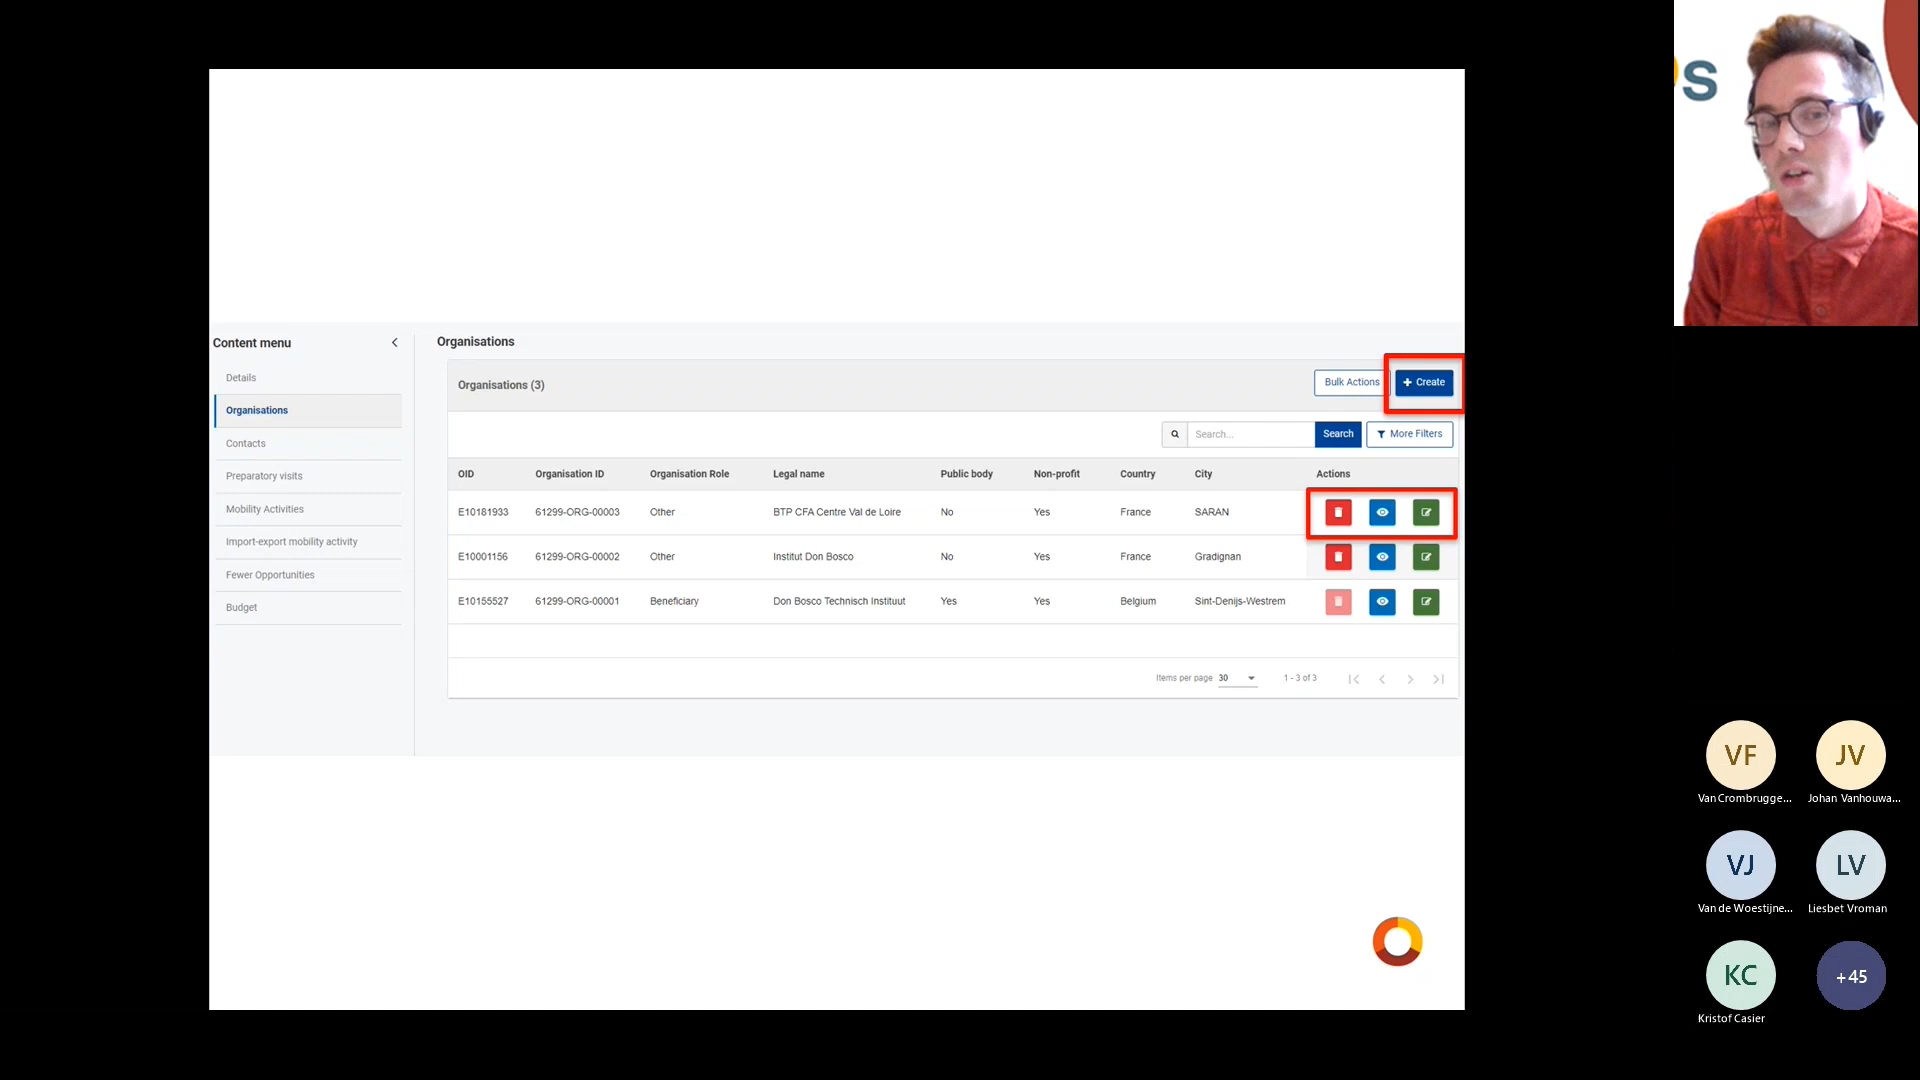 s
Content menu
Details
Organisations
Contacts
Preparatory visits
Mobility Activities
Import-export mobility activity
Fewer Opportunities
Budget
Organisations
Organisations (3)
Bulk Actions
+ Create
Search...
Search
More Filters
OID Organisation ID Organisation Role Legal name Public body Non-profit Country City Actions
E10181933 61299-ORG-00003 Other BTP CFA Centre Val de Loire No Yes France SARAN
E10001156 61299-ORG-00002 Other Institut Don Bosco No Yes France Gradignan
E10155527 61299-ORG-00001 Beneficiary Don Bosco Technisch Instituut Yes Yes Belgium Sint-Denijs-Westrem
Items per page 30 1 - 3 of 3
VF JV
Van Crombrugge... Johan Vanhouwa...
VJ LV
Van de Woestijne... Liesbet Vroman
KC +45
Kristof Casier